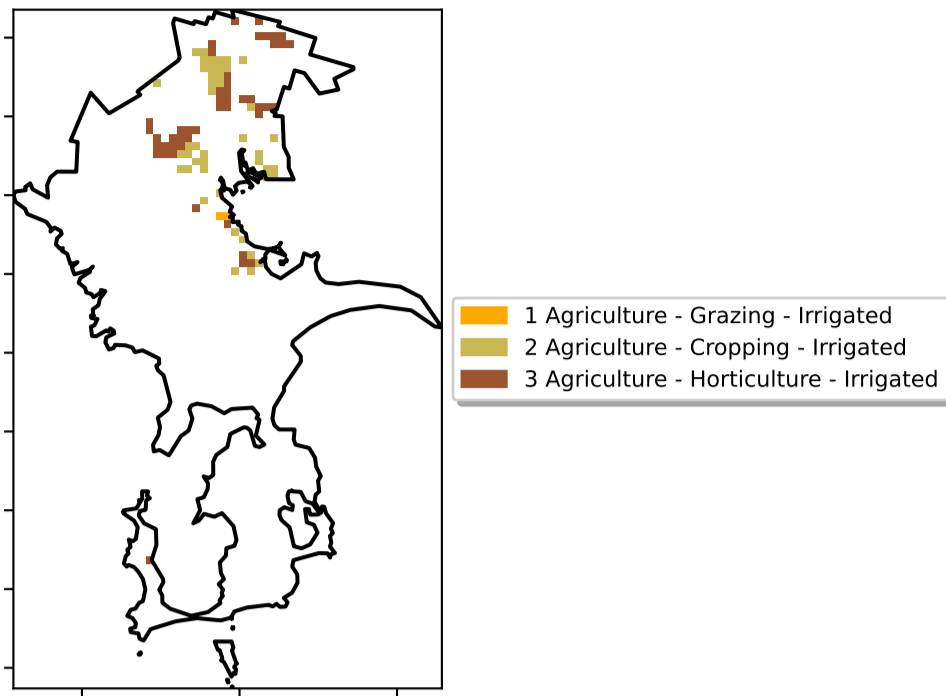 1 Agriculture - Grazing - Irrigated
2 Agriculture - Cropping - Irrigated
3 Agriculture - Horticulture - Irrigated